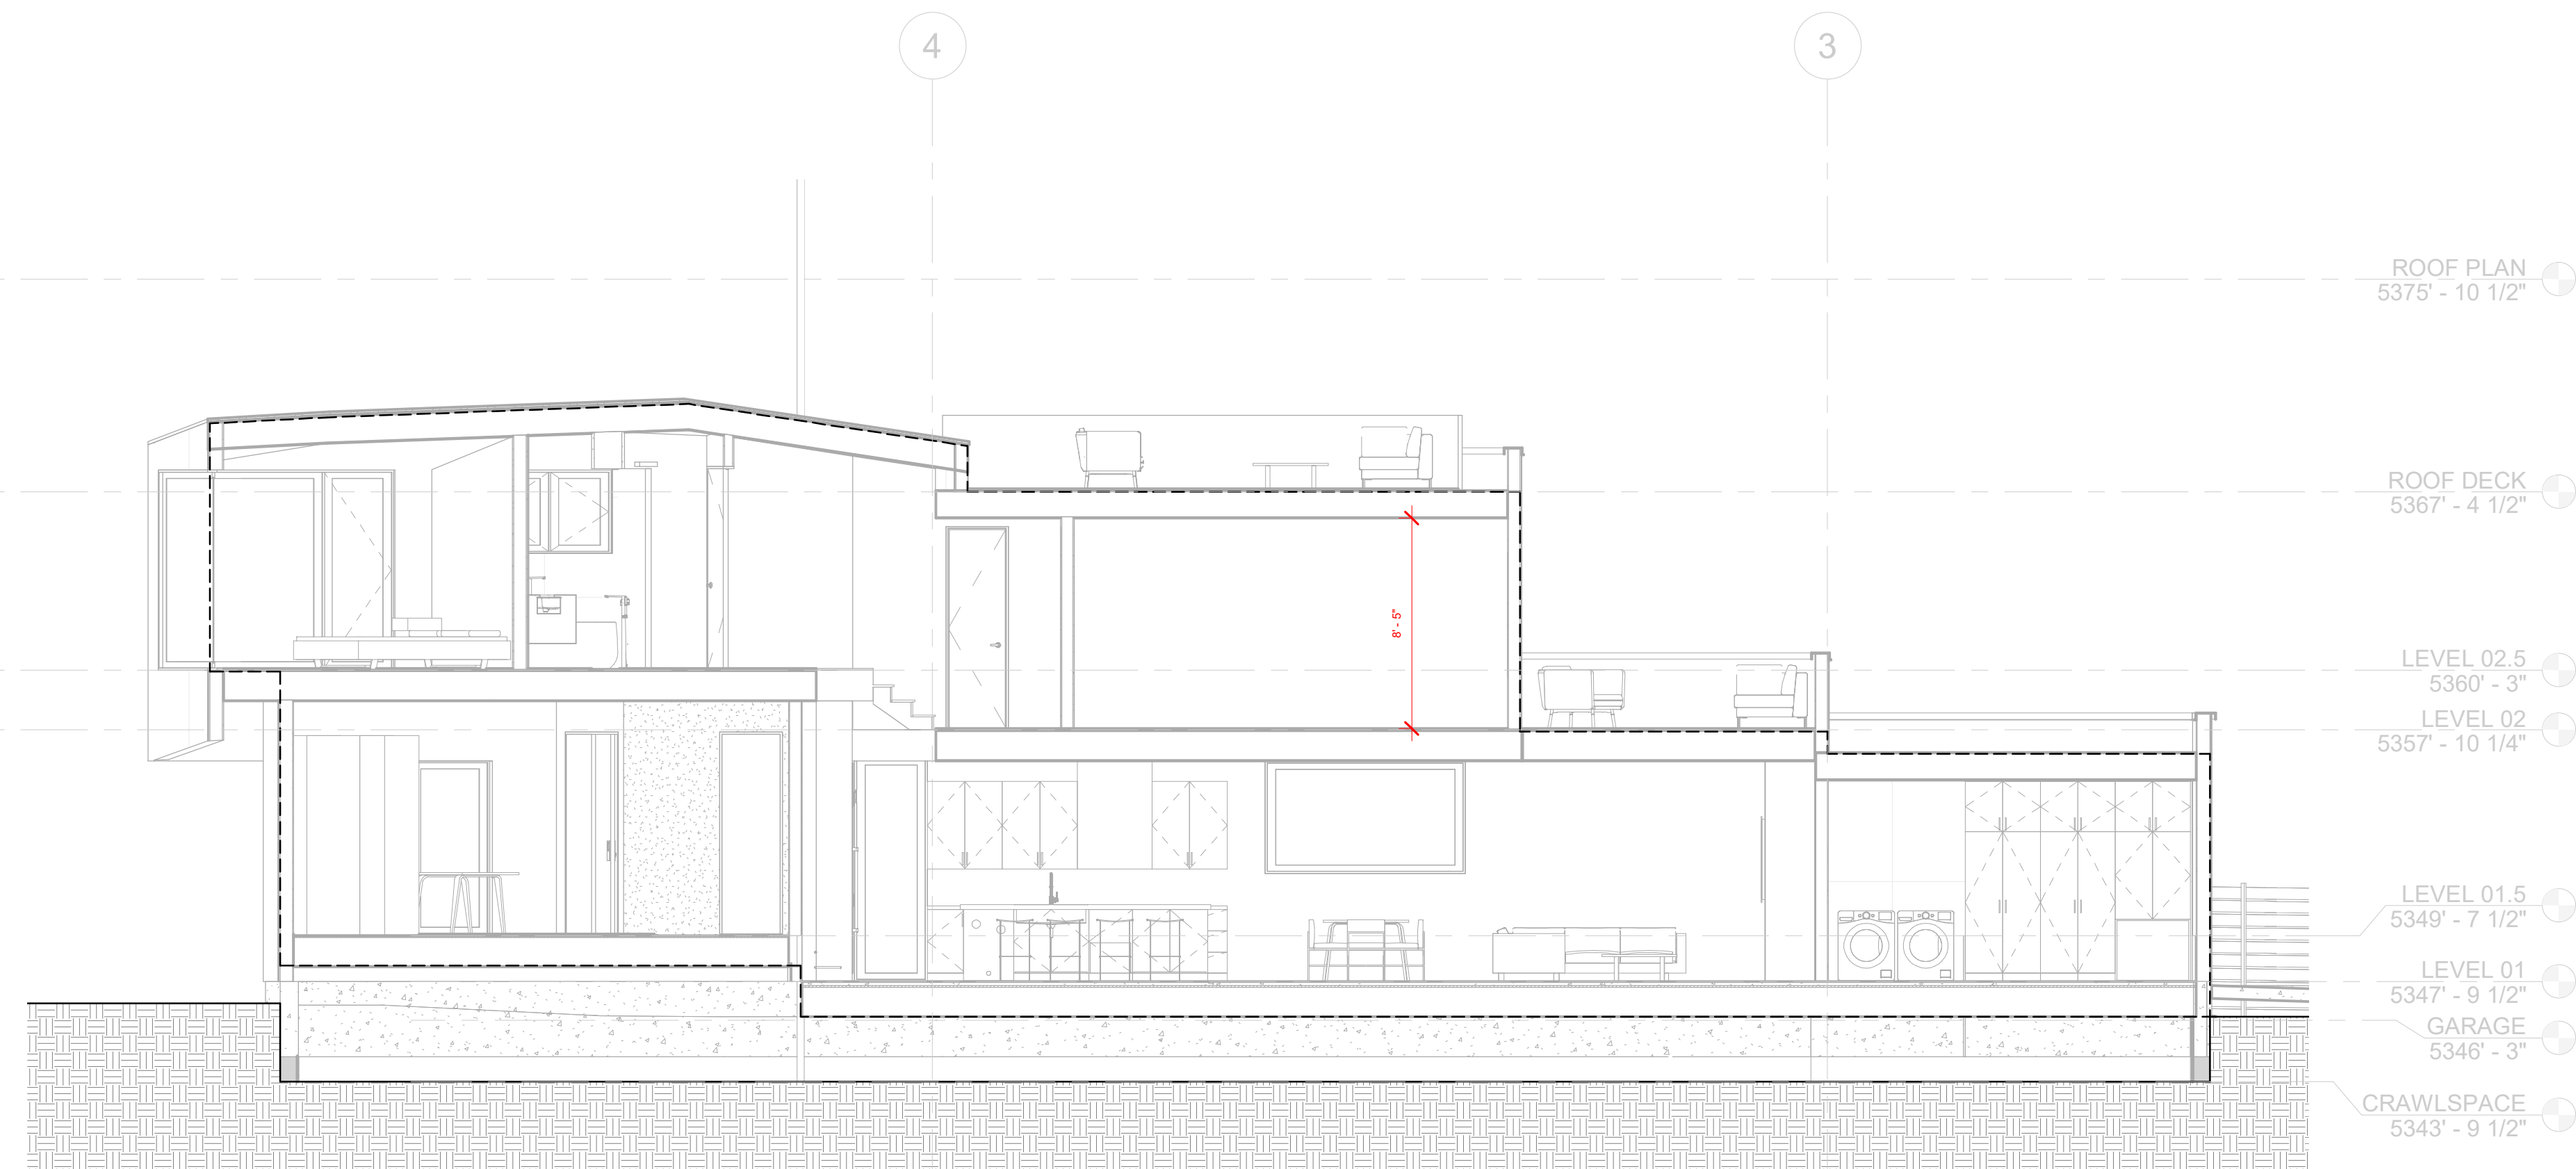 4
3
ROOF PLAN
5375' - 10 1/2"
ROOF DECK
5367' - 4 1/2"
8' - 5"
LEVEL 02.5
5360' - 3"
LEVEL 02
5357' - 10 1/4"
LEVEL 01.5
5349' - 7 1/2"
LEVEL 01
5347' - 9 1/2"
GARAGE
5346' - 3"
CRAWLSPACE
5343' - 9 1/2"